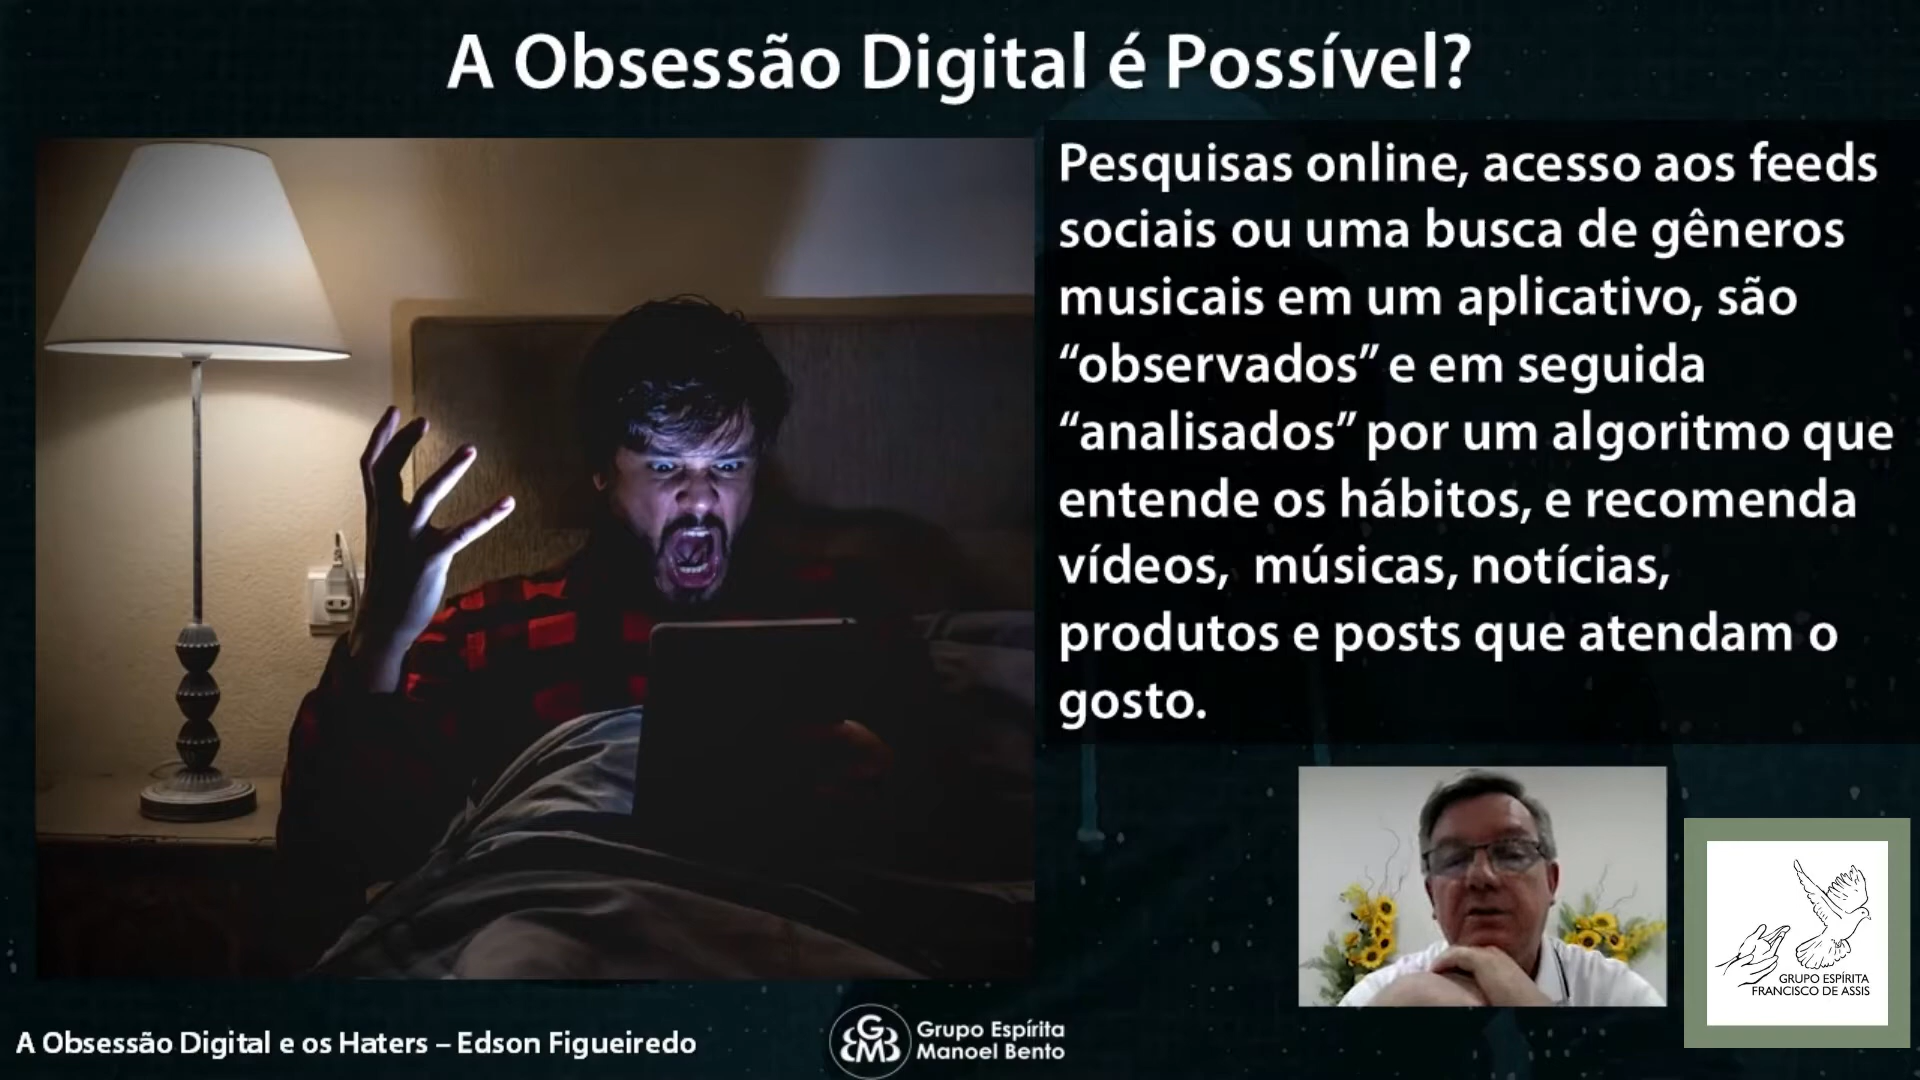 A Obsessão Digital é Possível?
Pesquisas online, acesso aos feeds
sociais ou uma busca de gêneros
musicais em um aplicativo, são
“observados” e em seguida
“analisados” por um algoritmo que
entende os hábitos, e recomenda
vídeos, músicas, notícias,
produtos e posts que atendam o
gosto.
GRUPO ESPÍRITA
FRANCISCO DE ASSIS
A Obsessão Digital e os Haters – Edson Figueiredo
GMB
Grupo Espírita
Manoel Bento